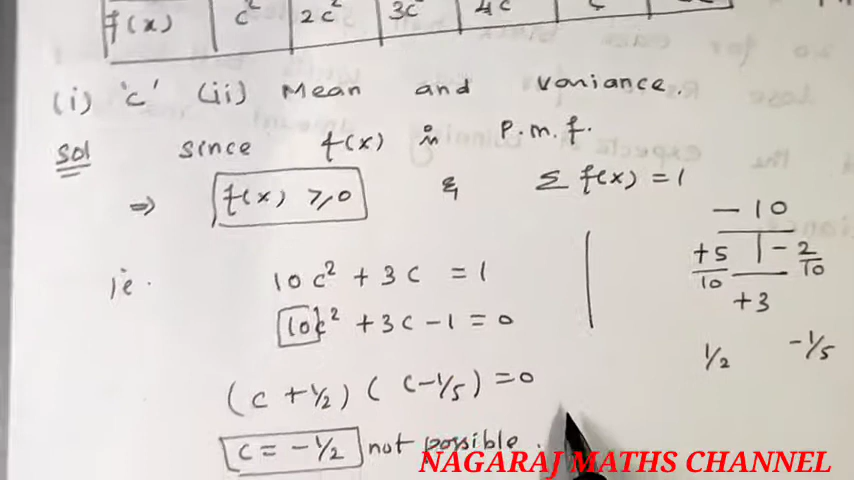 f(x) c² 2c² 3c² 4c²
(i) 'c' (ii) Mean and variance.
Sol since f(x) is P.m.f.
⇒ f(x) ≥ 0 & Σ f(x) = 1
ie. 10c² + 3c = 1
10c² + 3c - 1 = 0
(c + 1/2) (c - 1/5) = 0
c = -1/2 not possible.
- 10
+5/10 - 2/10
+3
1/2 -1/5
NAGARAJ MATHS CHANNEL